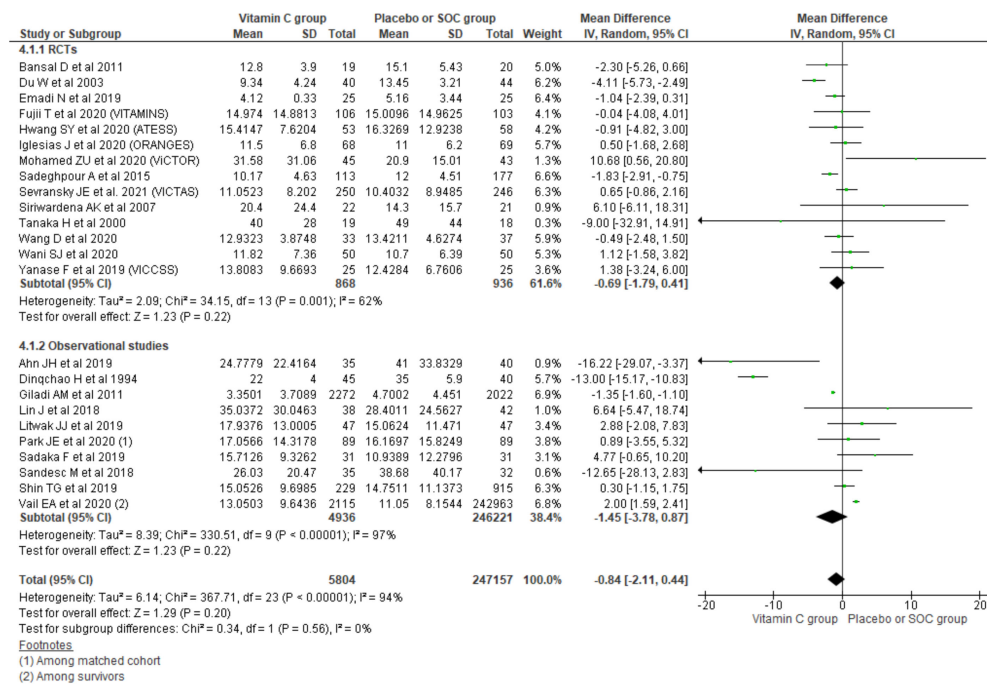 Vitamin C group Placebo or SOC group Mean Difference Mean Difference
Study or Subgroup Mean SD Total Mean SD Total Weight IV, Random, 95% CI IV, Random, 95% CI
4.1.1 RCTs
Bansal D et al 2011 12.8 3.9 19 15.1 5.43 20 5.0% -2.30 [-5.26, 0.66]
Du W et al 2003 9.34 4.24 40 13.45 3.21 44 6.2% -4.11 [-5.73, -2.49]
Emadi N et al 2019 4.12 0.33 25 5.16 3.44 25 6.4% -1.04 [-2.39, 0.31]
Fujii T et al 2020 (VITAMINS) 14.974 14.8813 106 15.0096 14.9625 103 4.0% -0.04 [-4.08, 4.01]
Hwang SY et al 2020 (ATESS) 15.4147 7.6204 53 16.3269 12.9238 58 4.1% -0.91 [-4.82, 3.00]
Iglesias J et al 2020 (ORANGES) 11.5 6.8 68 11 6.2 69 5.6% 0.50 [-1.68, 2.68]
Mohamed ZU et al 2020 (ViCTOR) 31.58 31.06 45 20.9 15.01 43 1.3% 10.68 [0.56, 20.80]
Sadeghpour A et al 2015 10.17 4.63 113 12 4.51 177 6.5% -1.83 [-2.91, -0.75]
Sevransky JE et al. 2021 (VICTAS) 11.0523 8.202 250 10.4032 8.9485 246 6.2% 0.65 [-0.86, 2.16]
Siriwardena AK et al 2007 20.4 24.4 22 14.3 15.7 21 0.9% 6.10 [-6.11, 18.31]
Tanaka H et al 2000 40 28 19 49 44 18 0.3% -9.00 [-32.91, 14.91]
Wang D et al 2020 12.9323 3.8748 33 13.4211 4.6274 37 5.8% -0.49 [-2.48, 1.50]
Wani SJ et al 2020 11.82 7.36 50 10.7 6.39 50 5.2% 1.12 [-1.58, 3.82]
Yanase F et al 2019 (VICCSS) 13.8083 9.6693 25 12.4284 6.7606 25 3.6% 1.38 [-3.24, 6.00]
Subtotal (95% CI) 868 936 61.6% -0.69 [-1.79, 0.41]
Heterogeneity: Tau² = 2.09; Chi² = 34.15, df = 13 (P = 0.001); I² = 62%
Test for overall effect: Z = 1.23 (P = 0.22)
4.1.2 Observational studies
Ahn JH et al 2019 24.7779 22.4164 35 41 33.8329 40 0.9% -16.22 [-29.07, -3.37]
Dingchao H et al 1994 22 4 45 35 5.9 40 5.7% -13.00 [-15.17, -10.83]
Giladi AM et al 2011 3.3501 3.7089 2272 4.7002 4.451 2022 6.9% -1.35 [-1.60, -1.10]
Lin J et al 2018 35.0372 30.0463 38 28.4011 24.5627 42 1.0% 6.64 [-5.47, 18.74]
Litwak JJ et al 2019 17.9376 13.0005 47 15.0624 11.471 47 3.3% 2.88 [-2.08, 7.83]
Park JE et al 2020 (1) 17.0566 14.3178 89 16.1697 15.8249 89 3.7% 0.89 [-3.55, 5.32]
Sadaka F et al 2019 15.7126 9.3262 31 10.9389 12.2796 31 3.0% 4.77 [-0.65, 10.20]
Sandesc M et al 2018 26.03 20.47 35 38.68 40.17 32 0.7% -12.65 [-28.13, 2.83]
Shin TG et al 2019 15.0526 9.6985 229 14.7511 11.1373 915 6.3% 0.30 [-1.15, 1.75]
Vail EA et al 2020 (2) 13.0503 9.6436 2115 11.05 8.1544 242963 6.9% 2.00 [1.59, 2.41]
Subtotal (95% CI) 4936 246221 38.4% -1.45 [-3.78, 0.87]
Heterogeneity: Tau² = 8.39; Chi² = 330.51, df = 9 (P < 0.00001); I² = 97%
Test for overall effect: Z = 1.23 (P = 0.22)
Total (95% CI) 5804 247157 100.0% -0.84 [-2.11, 0.44]
Heterogeneity: Tau² = 6.14; Chi² = 367.71, df = 23 (P < 0.00001); I² = 94%
Test for overall effect: Z = 1.29 (P = 0.20)
Test for subgroup differences: Chi² = 0.34, df = 1 (P = 0.56), I² = 0%
-20 -10 0 10 20
Vitamin C group Placebo or SOC group
Footnotes
(1) Among matched cohort
(2) Among survivors